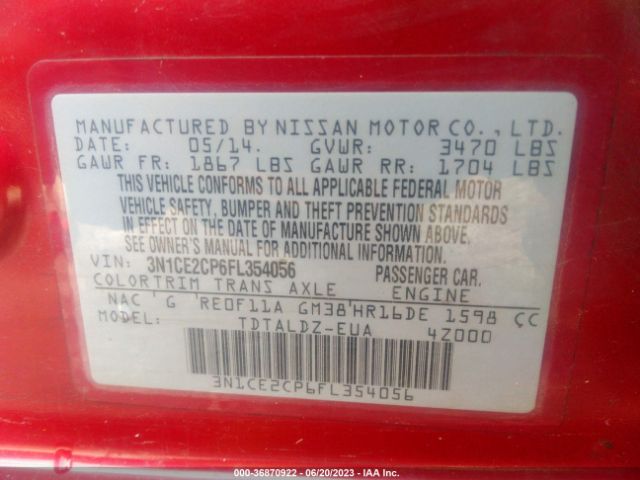 MANUFACTURED BY NISSAN MOTOR CO., LTD.
DATE: 05/14. GVWR: 3470 LBS
GAWR FR: 1867 LBS GAWR RR: 1704 LBS
THIS VEHICLE CONFORMS TO ALL APPLICABLE FEDERAL MOTOR
VEHICLE SAFETY, BUMPER AND THEFT PREVENTION STANDARDS
IN EFFECT ON THE DATE OF MANUFACTURE SHOWN ABOVE.
SEE OWNER'S MANUAL FOR ADDITIONAL INFORMATION.
VIN: 3N1CE2CP6FL354056 PASSENGER CAR.
COLOR TRIM TRANS AXLE ENGINE
NAC ' G ' RE0F11A GM38 ' HR16DE 1598 CC
TDTALDZ-EUA 4Z000
3N1CE2CP6FL354056
000-36870922 - 06/20/2023 - IAA Inc.